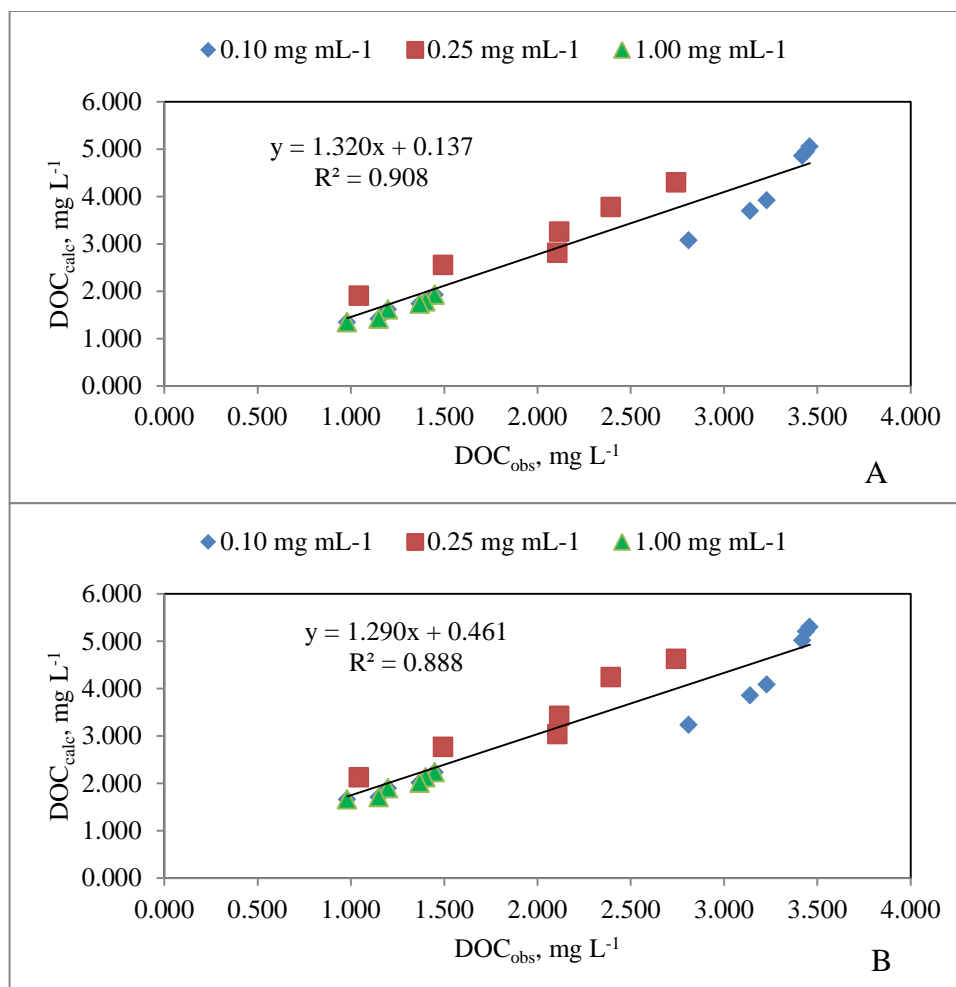 0.10 mg mL-1 0.25 mg mL-1 1.00 mg mL-1
6.000
5.000
4.000
3.000
2.000
1.000
0.000
y = 1.320x + 0.137
R² = 0.908
DOCcalc, mg L-1
0.000 0.500 1.000 1.500 2.000 2.500 3.000 3.500 4.000
DOCobs, mg L-1
A
0.10 mg mL-1 0.25 mg mL-1 1.00 mg mL-1
6.000
5.000
4.000
3.000
2.000
1.000
0.000
y = 1.290x + 0.461
R² = 0.888
DOCcalc, mg L-1
0.000 0.500 1.000 1.500 2.000 2.500 3.000 3.500 4.000
DOCobs, mg L-1
B